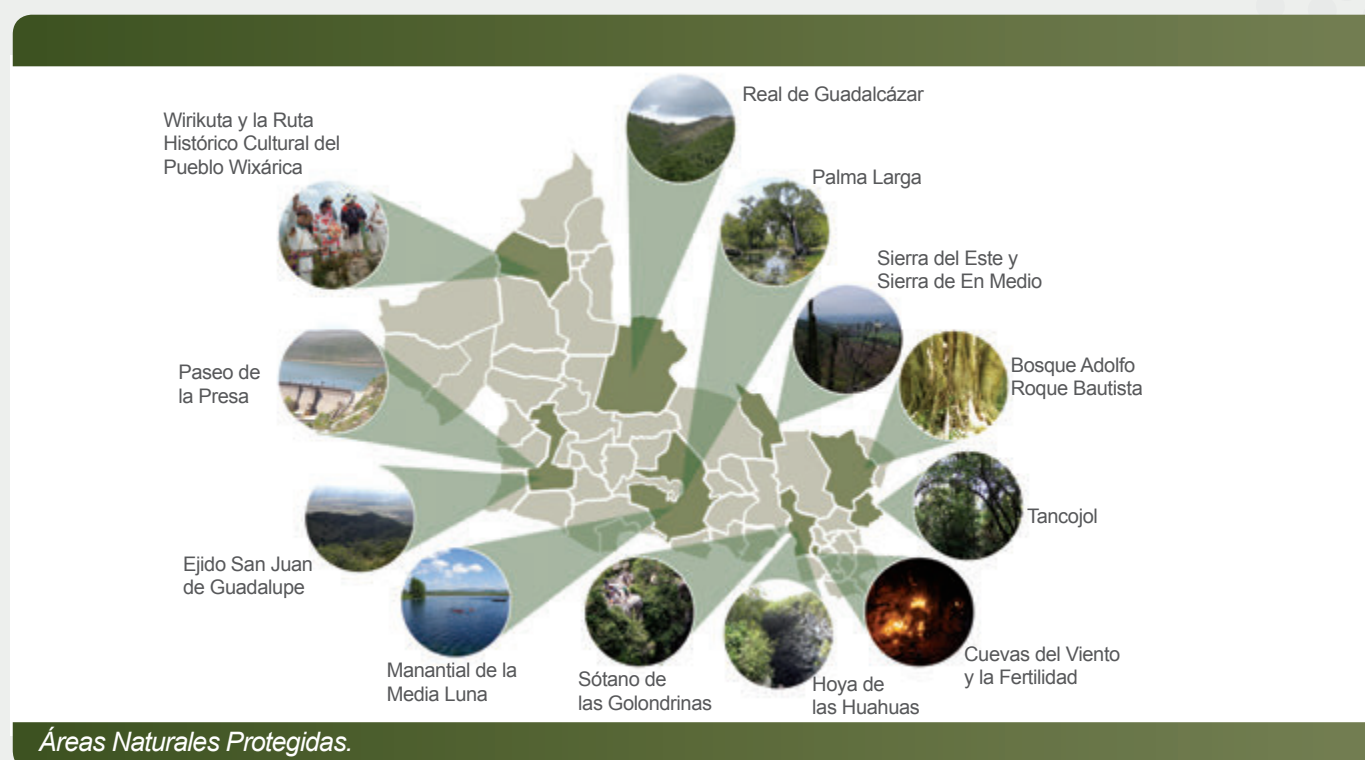 Real de Guadalcázar
Wirikuta y la Ruta
Histórico Cultural del
Pueblo Wixárica
Palma Larga
Sierra del Este y
Sierra de En Medio
Paseo de
la Presa
Bosque Adolfo
Roque Bautista
Tancojol
Ejido San Juan
de Guadalupe
Manantial de la
Media Luna
Sótano de
las Golondrinas
Hoya de
las Huahuas
Cuevas del Viento
y la Fertilidad
Áreas Naturales Protegidas.